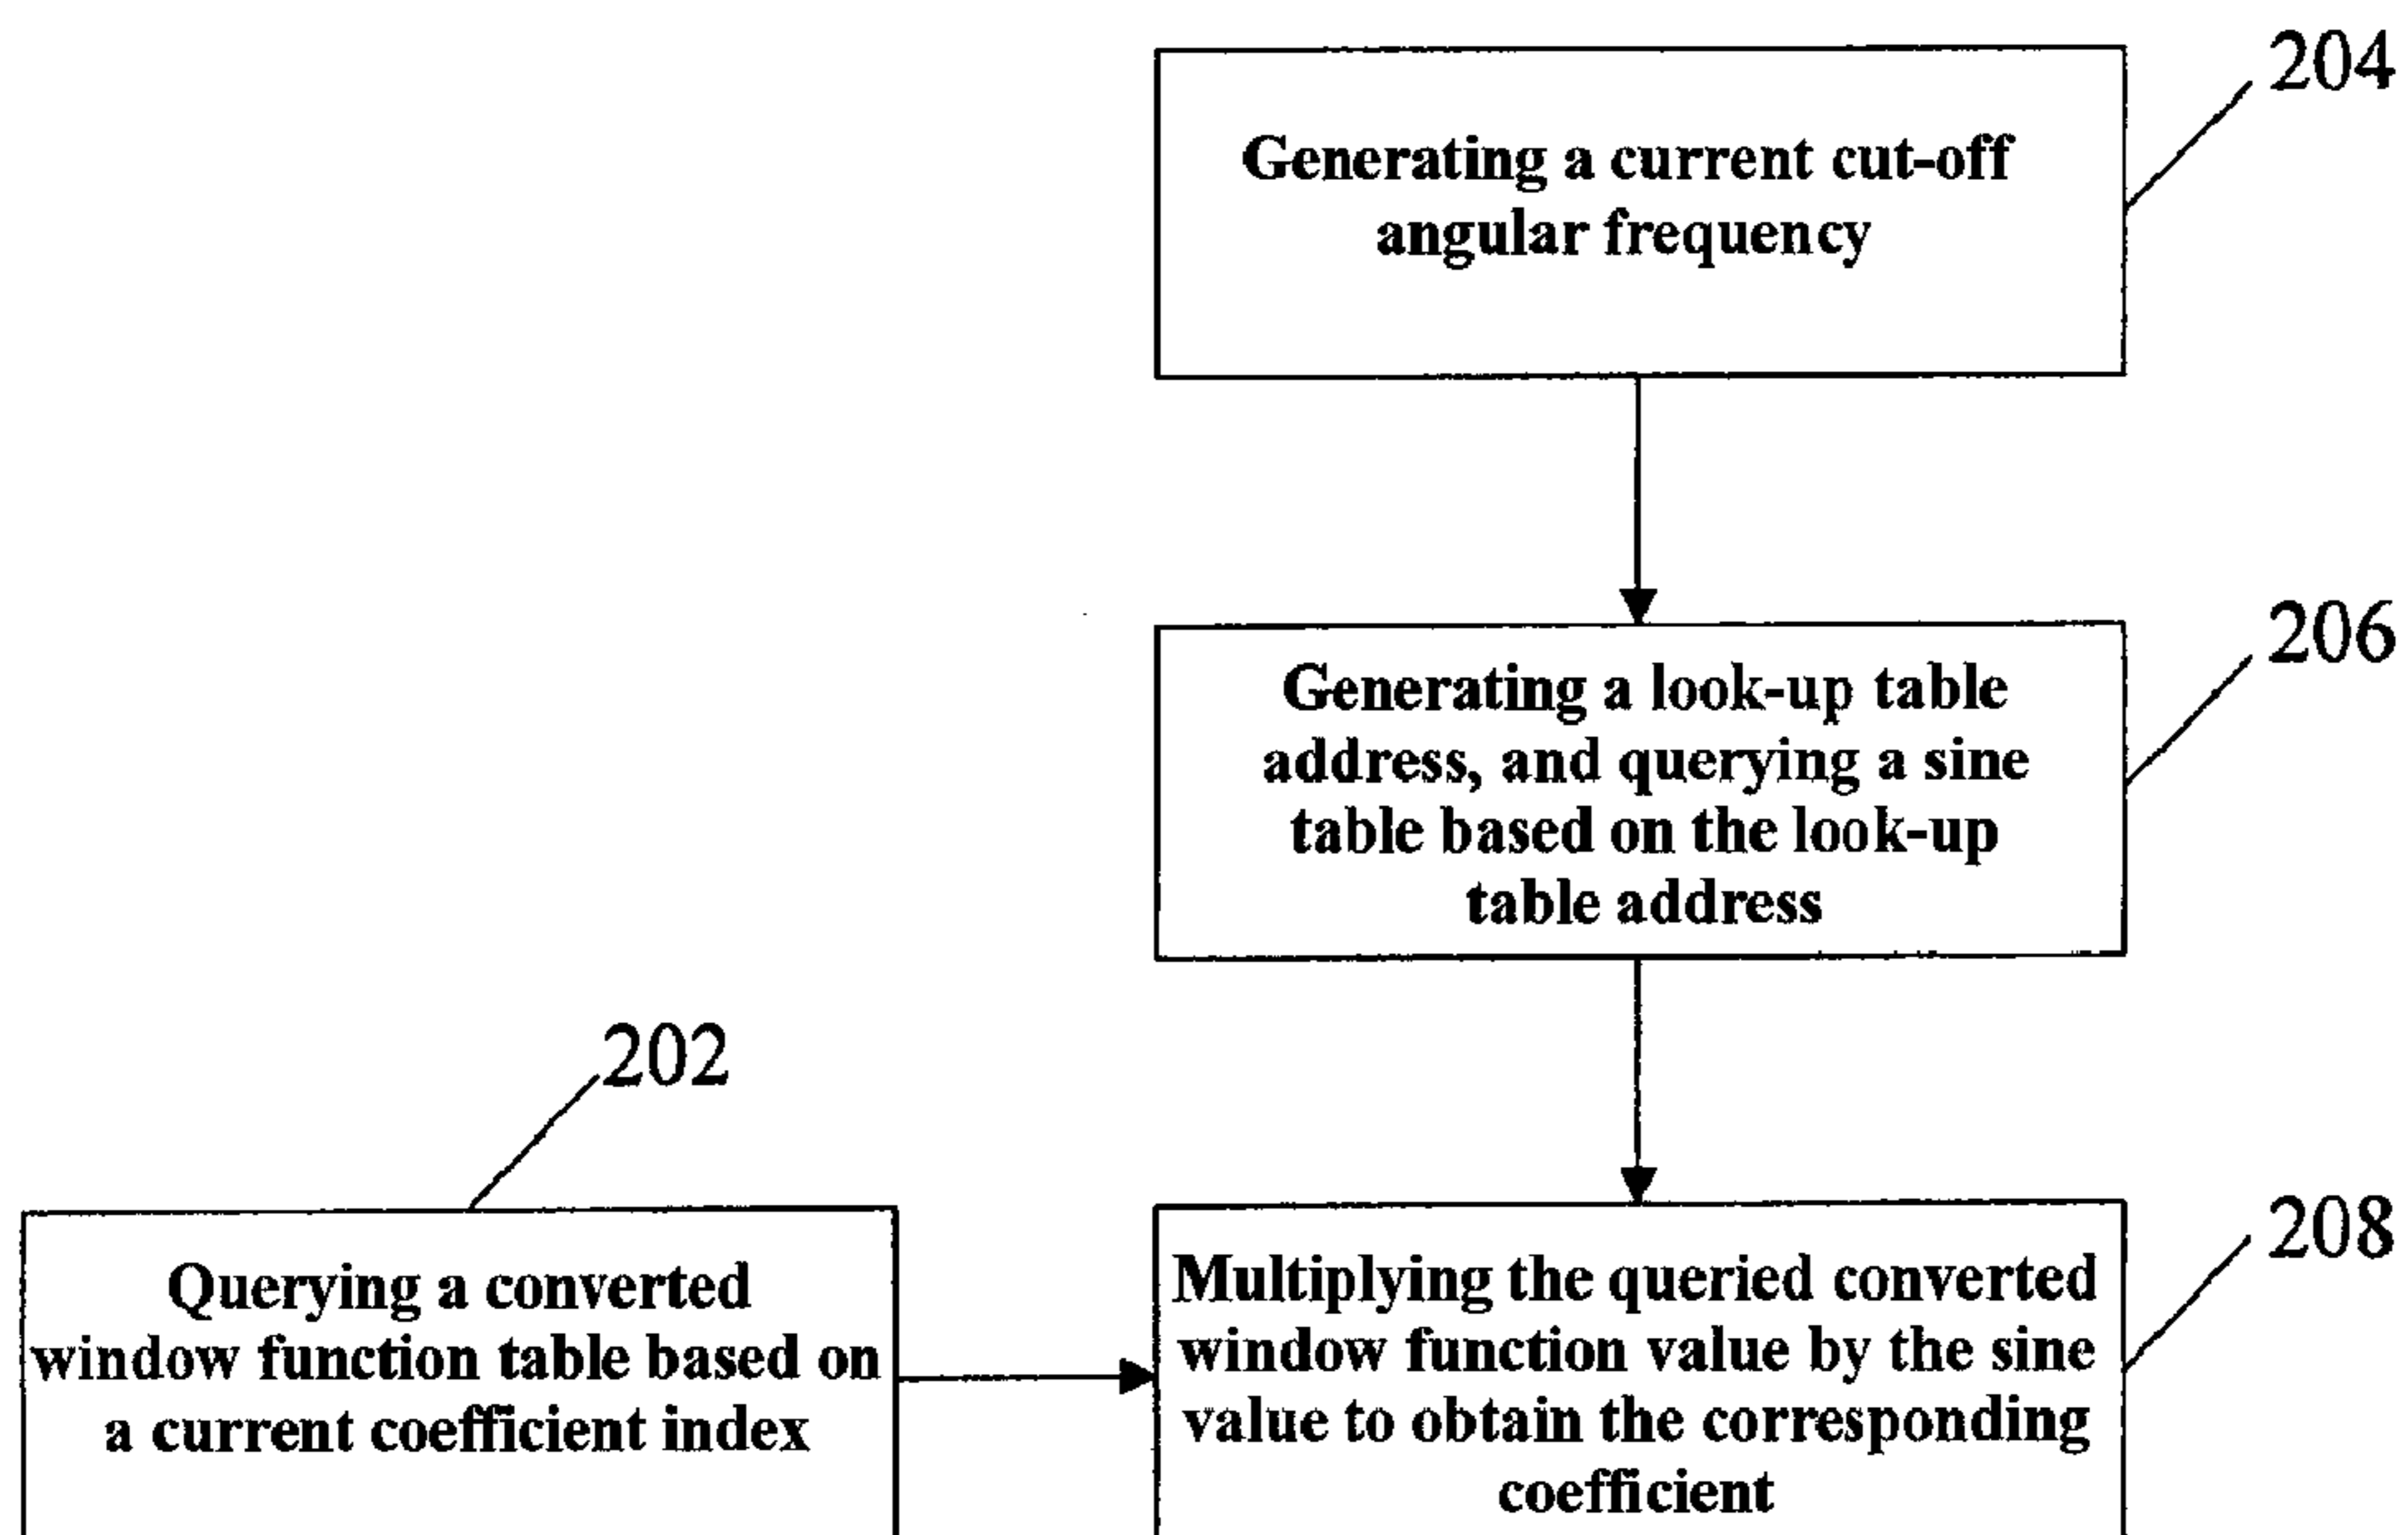 204
Generating a current cut-off
angular frequency
206
Generating a look-up table
address, and querying a sine
table based on the look-up
table address
202
Querying a converted
window function table based on
a current coefficient index
208
Multiplying the queried converted
window function value by the sine
value to obtain the corresponding
coefficient